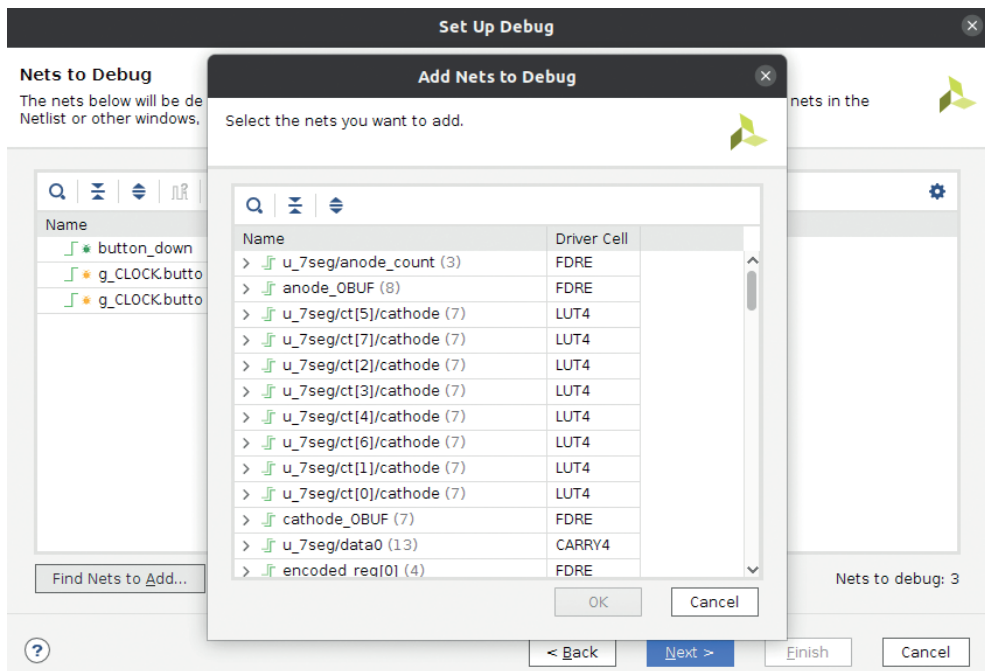 Set Up Debug
Nets to Debug
The nets below will be de
nets in the
Netlist or other windows,
Add Nets to Debug
Select the nets you want to add.
Name
button_down
g_CLOCK.butto
g_CLOCK.butto
Name Driver Cell
u_7seg/anode_count (3) FDRE
anode_OBUF (8) FDRE
u_7seg/ct[5]/cathode (7) LUT4
u_7seg/ct[7]/cathode (7) LUT4
u_7seg/ct[2]/cathode (7) LUT4
u_7seg/ct[3]/cathode (7) LUT4
u_7seg/ct[4]/cathode (7) LUT4
u_7seg/ct[6]/cathode (7) LUT4
u_7seg/ct[1]/cathode (7) LUT4
u_7seg/ct[0]/cathode (7) LUT4
cathode_OBUF (7) FDRE
u_7seg/data0 (13) CARRY4
encoded_reg[0] (4) FDRE
OK Cancel
Find Nets to Add...
Nets to debug: 3
? < Back Next > Finish Cancel